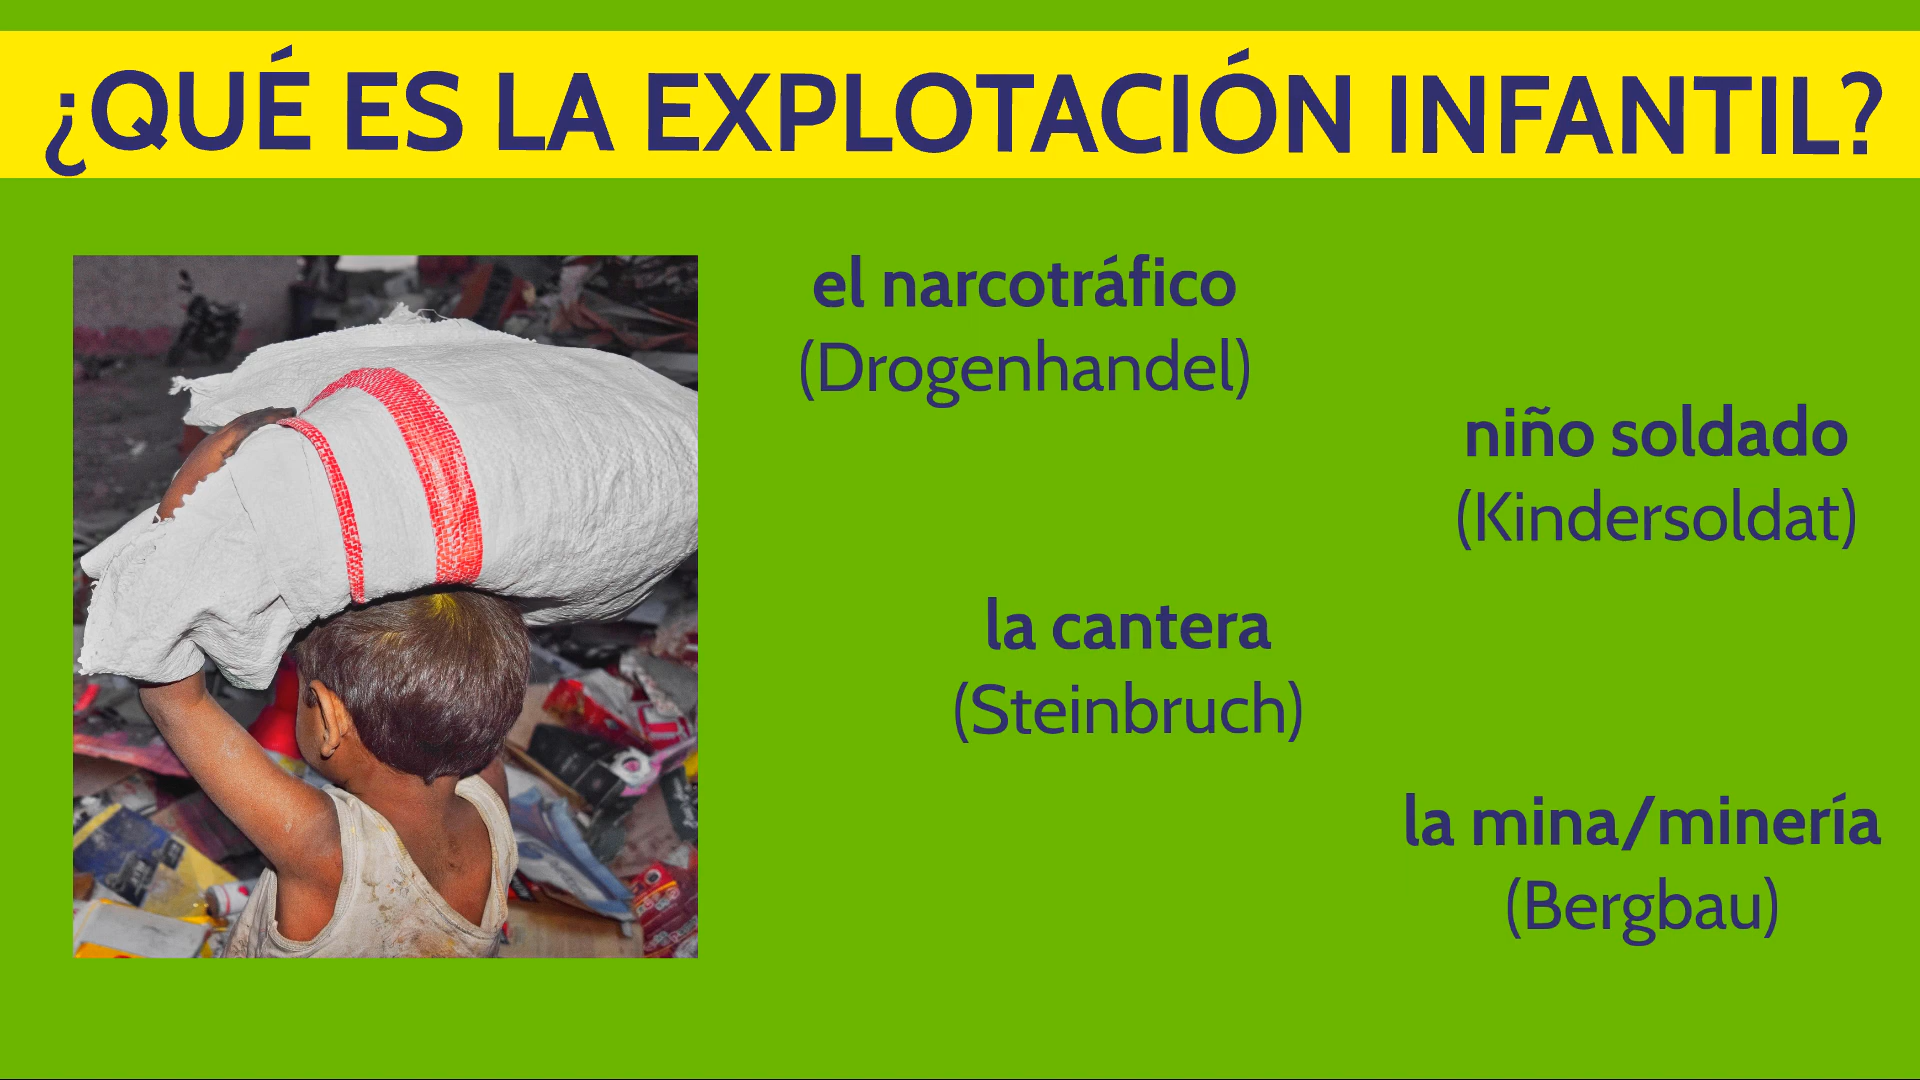 ¿QUÉ ES LA EXPLOTACIÓN INFANTIL?
el narcotráfico
(Drogenhandel)
niño soldado
(Kindersoldat)
la cantera
(Steinbruch)
la mina/minería
(Bergbau)